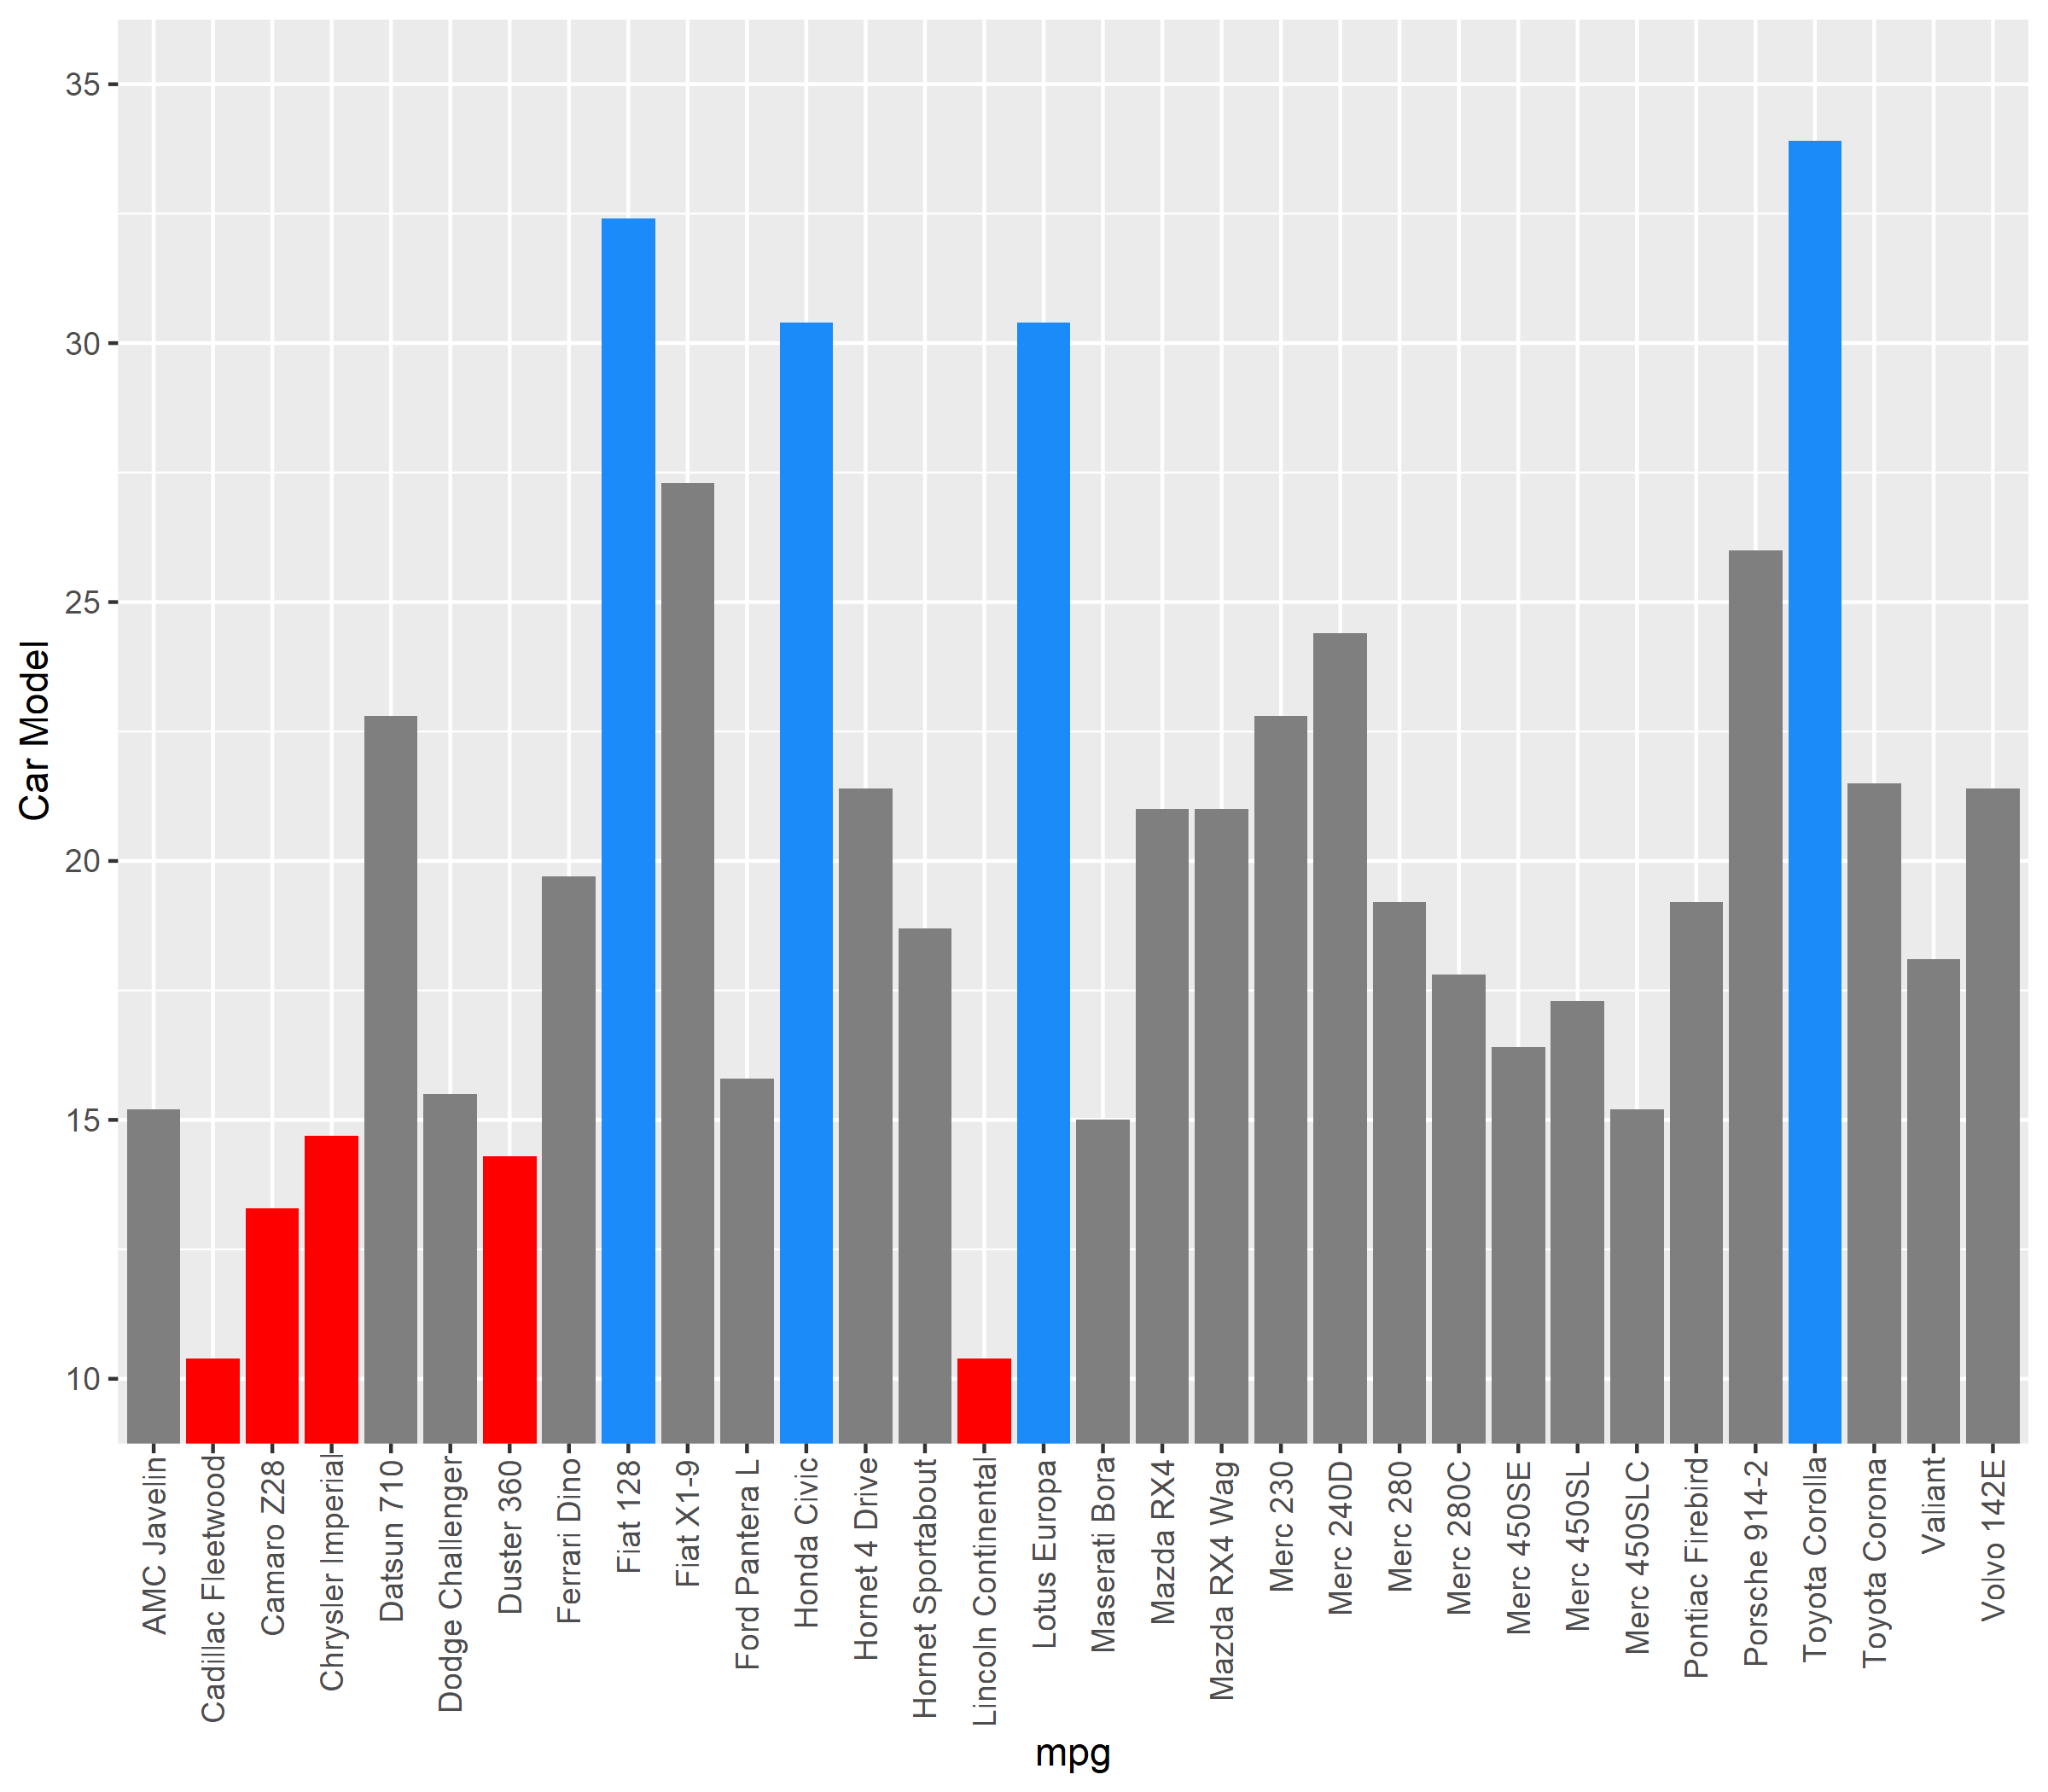 35
30
25
20
15
10
Car Model
AMC Javelin
Cadillac Fleetwood
Camaro Z28
Chrysler Imperial
Datsun 710
Dodge Challenger
Duster 360
Ferrari Dino
Fiat 128
Fiat X1-9
Ford Pantera L
Honda Civic
Hornet 4 Drive
Hornet Sportabout
Lincoln Continental
Lotus Europa
Maserati Bora
Mazda RX4
Mazda RX4 Wag
Merc 230
Merc 240D
Merc 280
Merc 280C
Merc 450SE
Merc 450SL
Merc 450SLC
Pontiac Firebird
Porsche 914-2
Toyota Corolla
Toyota Corona
Valiant
Volvo 142E
mpg